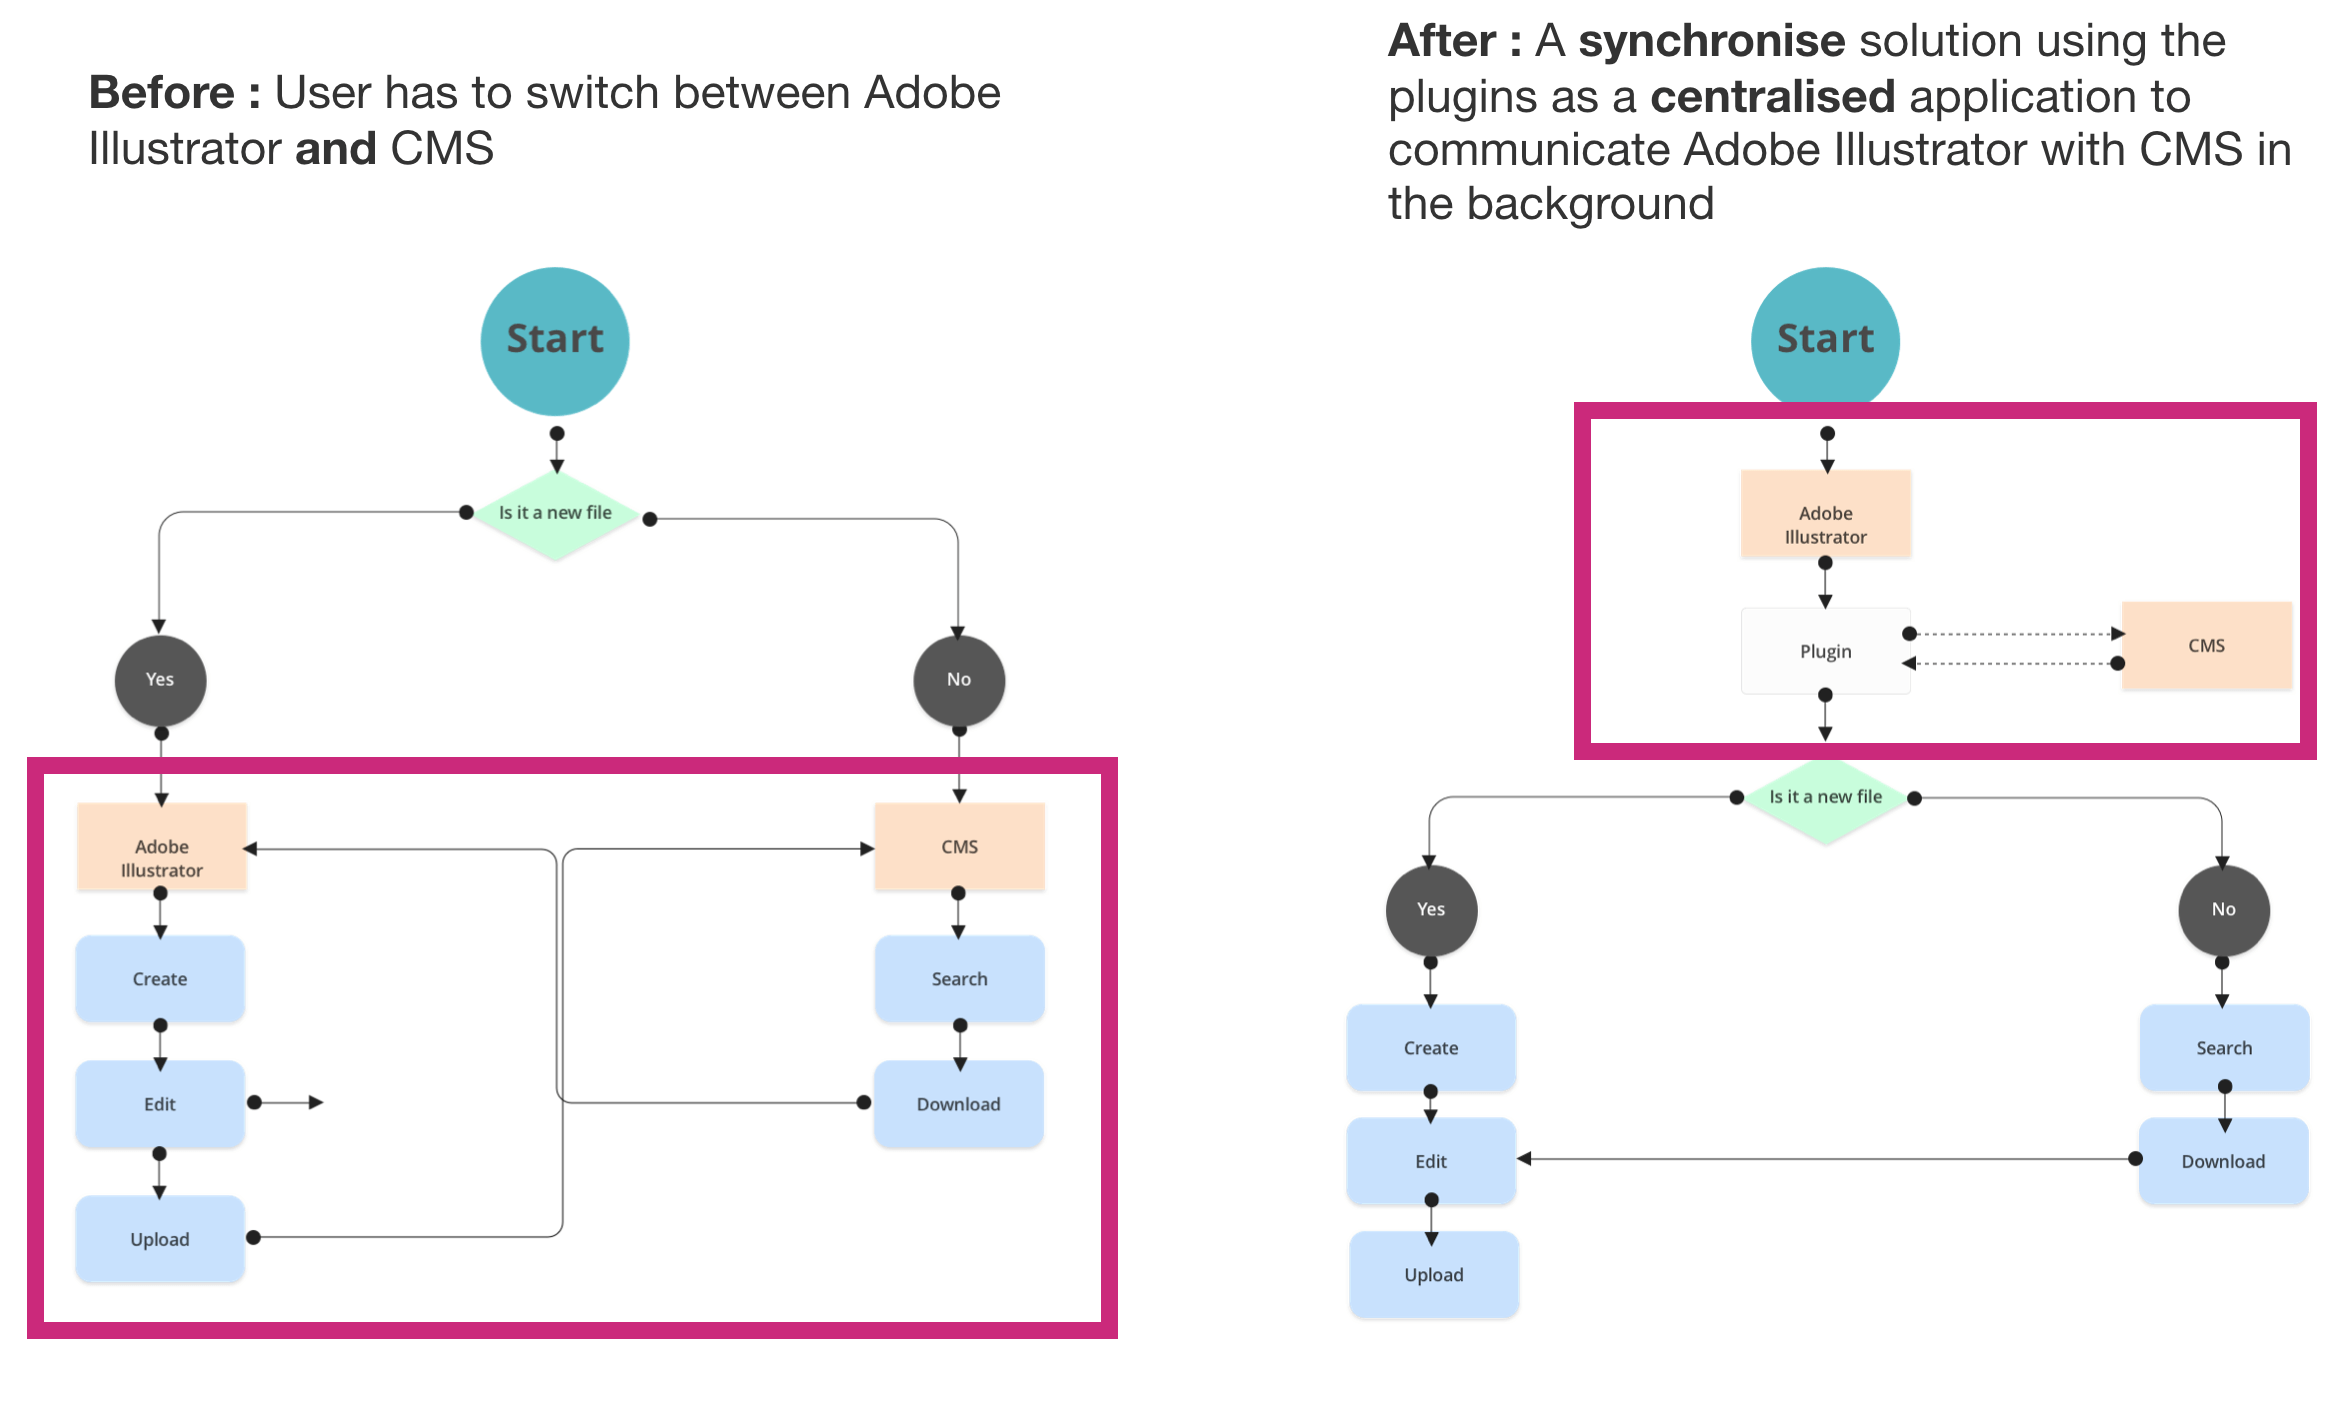 Before : User has to switch between Adobe
Illustrator and CMS
Start
Is it a new file
Yes
No
Adobe
Illustrator
CMS
Create
Search
Edit
Download
Upload
After : A synchronise solution using the
plugins as a centralised application to
communicate Adobe Illustrator with CMS in
the background
Start
Adobe
Illustrator
Plugin
CMS
Is it a new file
Yes
No
Create
Search
Edit
Download
Upload